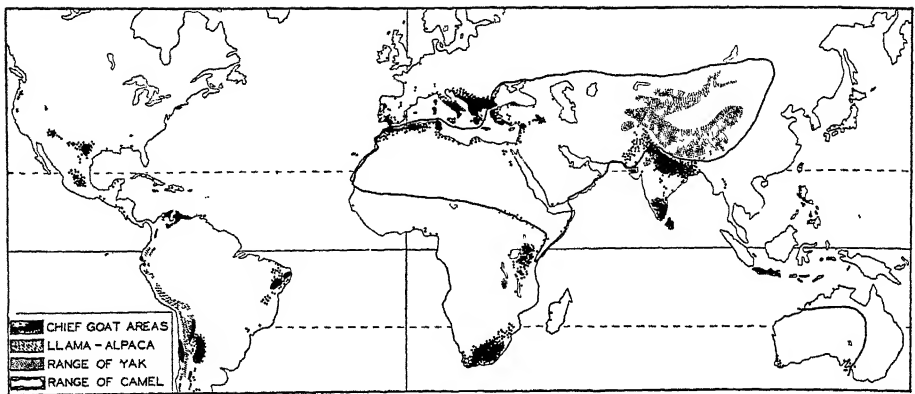 CHIEF GOAT AREAS
LLAMA-ALPACA
RANGE OF YAK
RANGE OF CAMEL